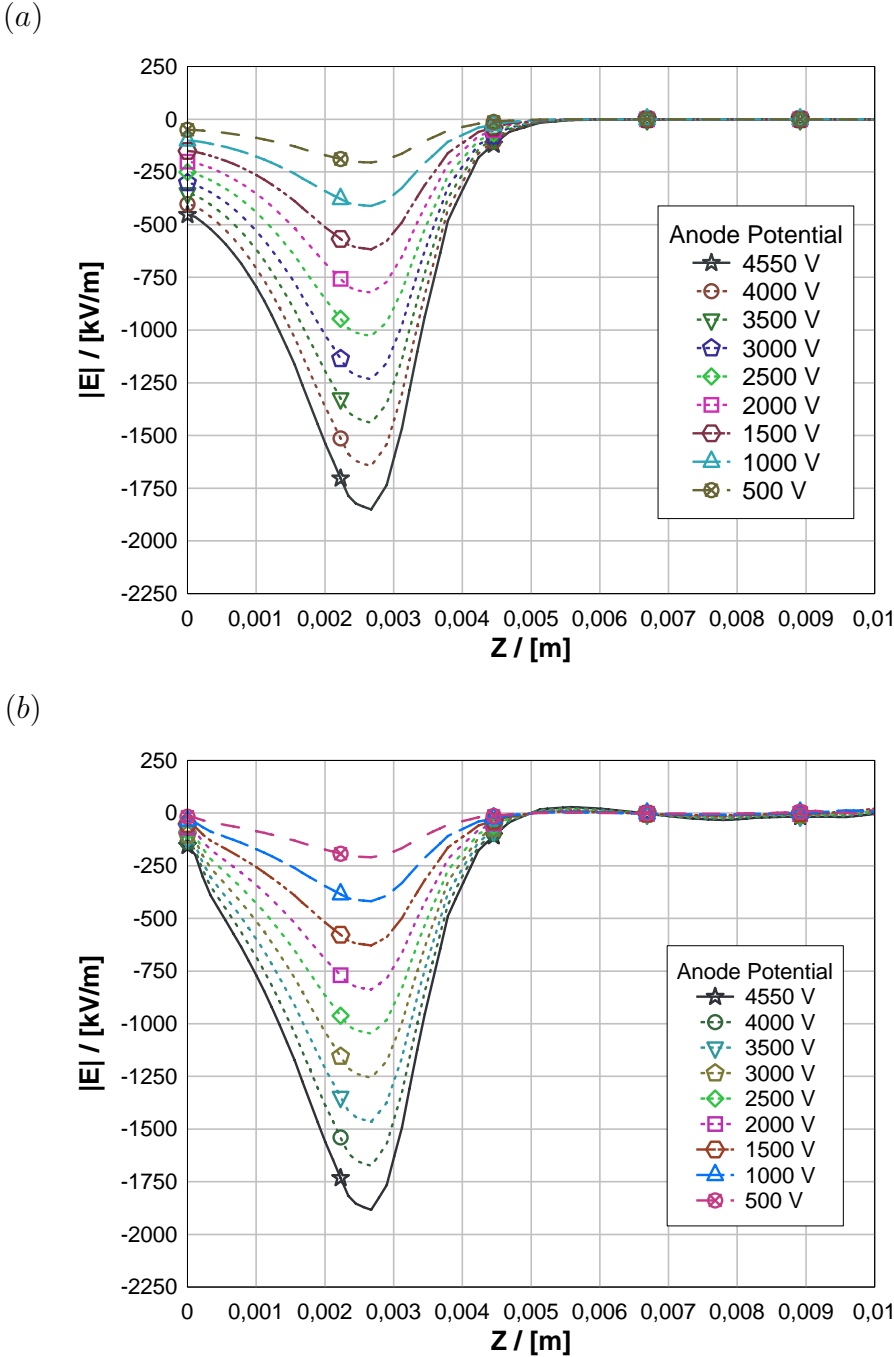 (a)
250
0
-250
-500
-750
-1000
-1250
-1500
-1750
-2000
-2250
|E| / [kV/m]
0 0,001 0,002 0,003 0,004 0,005 0,006 0,007 0,008 0,009 0,01
Z / [m]
Anode Potential
4550 V
4000 V
3500 V
3000 V
2500 V
2000 V
1500 V
1000 V
500 V
(b)
250
0
-250
-500
-750
-1000
-1250
-1500
-1750
-2000
-2250
|E| / [kV/m]
0 0,001 0,002 0,003 0,004 0,005 0,006 0,007 0,008 0,009 0,01
Z / [m]
Anode Potential
4550 V
4000 V
3500 V
3000 V
2500 V
2000 V
1500 V
1000 V
500 V